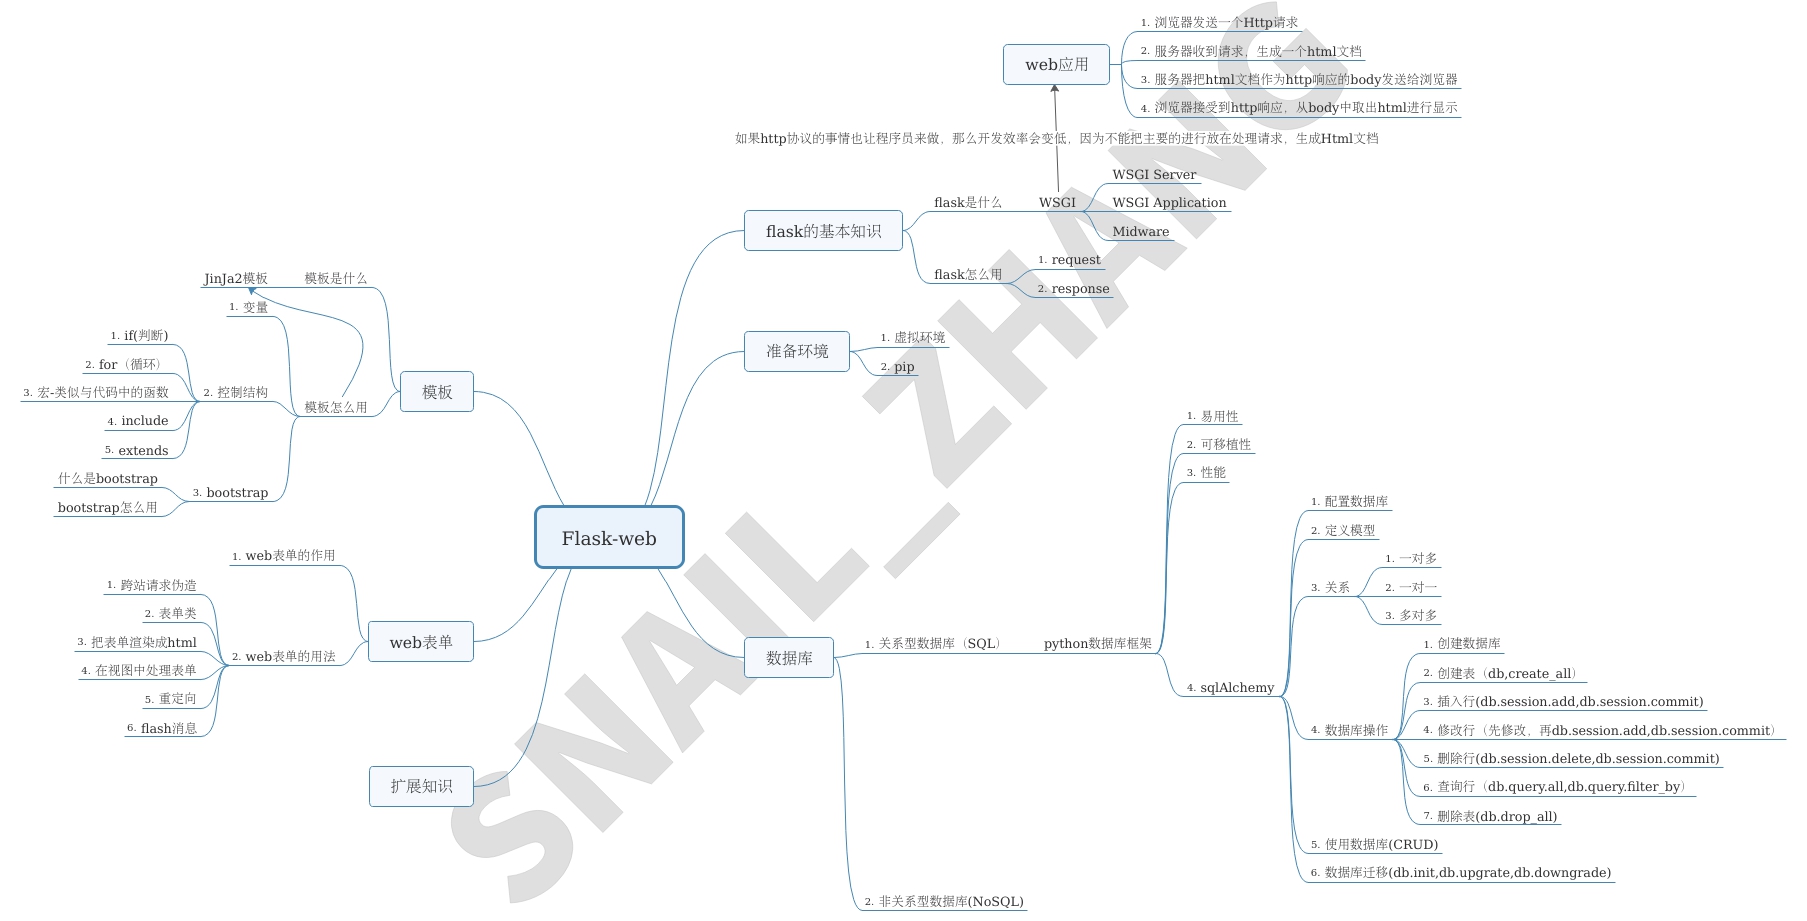 web应用
1. 浏览器发送一个Http请求
2. 服务器收到请求，生成一个html文档
3. 服务器把html文档作为http响应的body发送给浏览器
4. 浏览器接受到http响应，从body中取出html进行显示
如果http协议的事情也让程序员来做，那么开发效率会变低，因为不能把主要的进行放在处理请求，生成Html文档
flask的基本知识
flask是什么
WSGI
WSGI Server
WSGI Application
Midware
flask怎么用
1. request
2. response
准备环境
1. 虚拟环境
2. pip
模板
模板是什么
JinJa2模板
模板怎么用
1. 变量
2. 控制结构
1. if(判断)
2. for（循环）
3. 宏-类似与代码中的函数
4. include
5. extends
3. bootstrap
什么是bootstrap
bootstrap怎么用
Flask-web
web表单
1. web表单的作用
2. web表单的用法
1. 跨站请求伪造
2. 表单类
3. 把表单渲染成html
4. 在视图中处理表单
5. 重定向
6. flash消息
扩展知识
数据库
1. 关系型数据库（SQL）
python数据库框架
1. 易用性
2. 可移植性
3. 性能
4. sqlAlchemy
1. 配置数据库
2. 定义模型
3. 关系
1. 一对多
2. 一对一
3. 多对多
4. 数据库操作
1. 创建数据库
2. 创建表（db,create_all）
3. 插入行(db.session.add,db.session.commit)
4. 修改行（先修改，再db.session.add,db.session.commit）
5. 删除行(db.session.delete,db.session.commit)
6. 查询行（db.query.all,db.query.filter_by）
7. 删除表(db.drop_all)
5. 使用数据库(CRUD)
6. 数据库迁移(db.init,db.upgrate,db.downgrade)
2. 非关系型数据库(NoSQL)
SNAIL_ZHANG